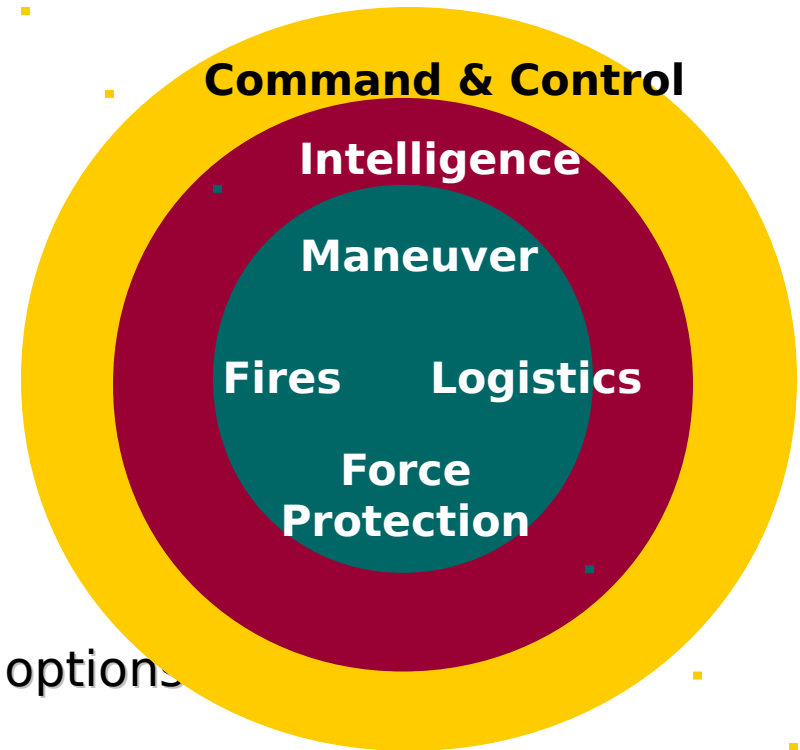 Command & Control
Intelligence
Maneuver
Fires Logistics
Force
Protection
options